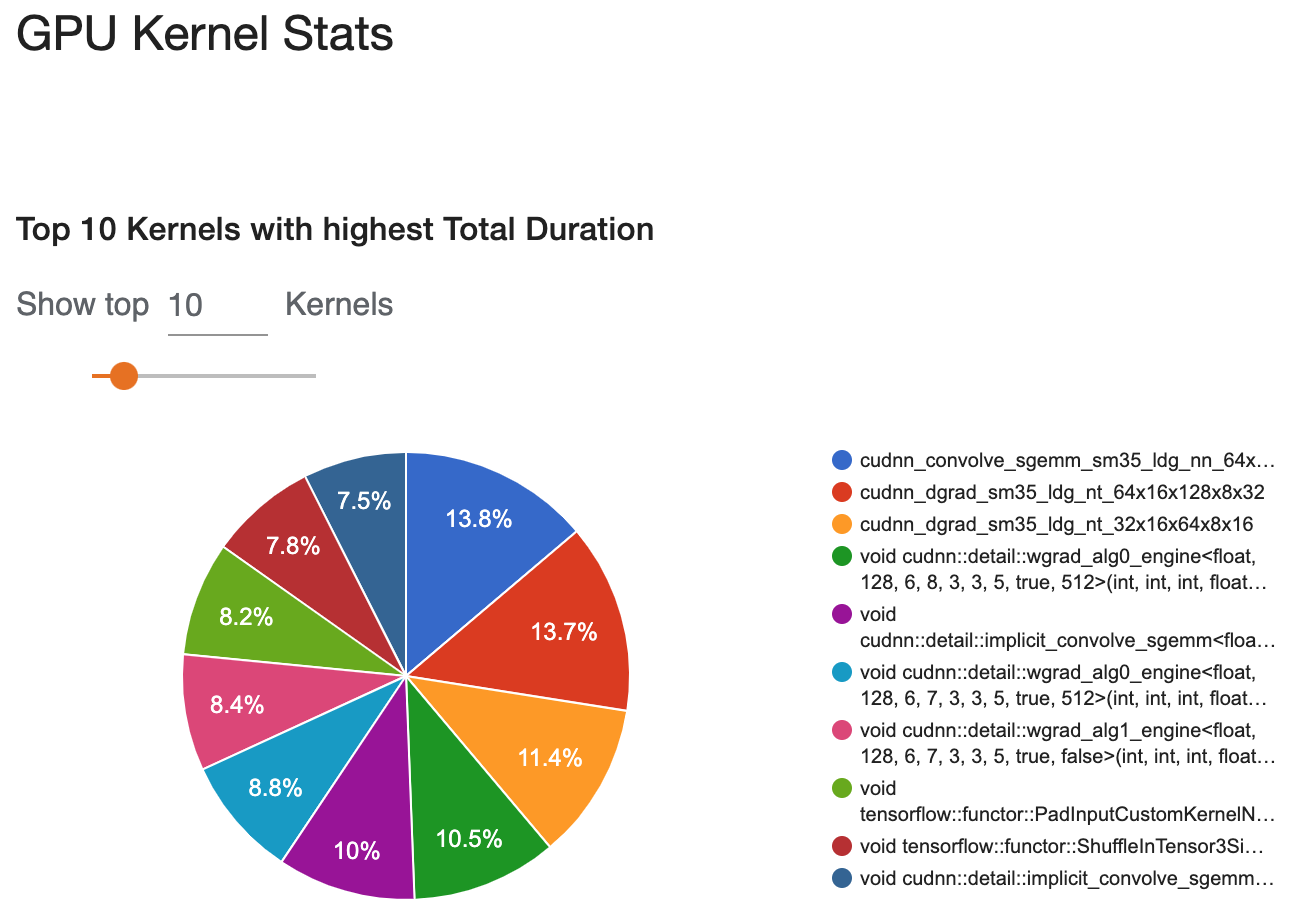 GPU Kernel Stats
Top 10 Kernels with highest Total Duration
Show top 10 Kernels
7.5%
13.8%
7.8%
8.2%
13.7%
8.4%
11.4%
8.8%
10.5%
10%
cudnn_convolve_sgemm_sm35_ldg_nn_64x…
cudnn_dgrad_sm35_ldg_nt_64x16x128x8x32
cudnn_dgrad_sm35_ldg_nt_32x16x64x8x16
void cudnn::detail::wgrad_alg0_engine<float,
128, 6, 8, 3, 3, 5, true, 512>(int, int, int, float…
void
cudnn::detail::implicit_convolve_sgemm<floa…
void cudnn::detail::wgrad_alg0_engine<float,
128, 6, 7, 3, 3, 5, true, 512>(int, int, int, float…
void cudnn::detail::wgrad_alg1_engine<float,
128, 6, 7, 3, 3, 5, true, false>(int, int, int, float…
void
tensorflow::functor::PadInputCustomKernelN…
void tensorflow::functor::ShuffleInTensor3Si…
void cudnn::detail::implicit_convolve_sgemm…